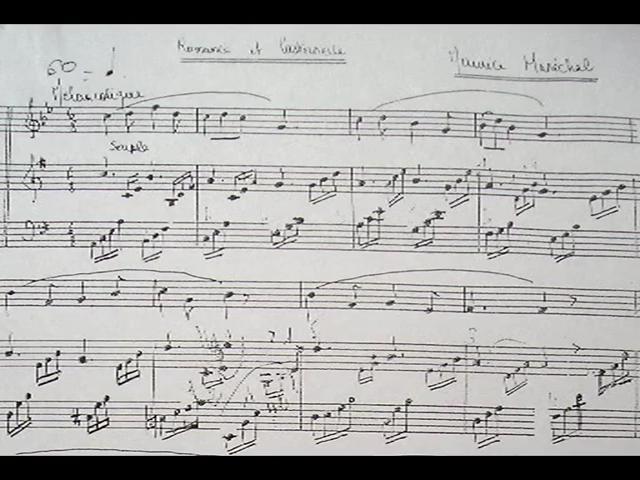 Romance et Pastourelle
Maurice Maréchal
60 = ♩
Mélancolique
Souple